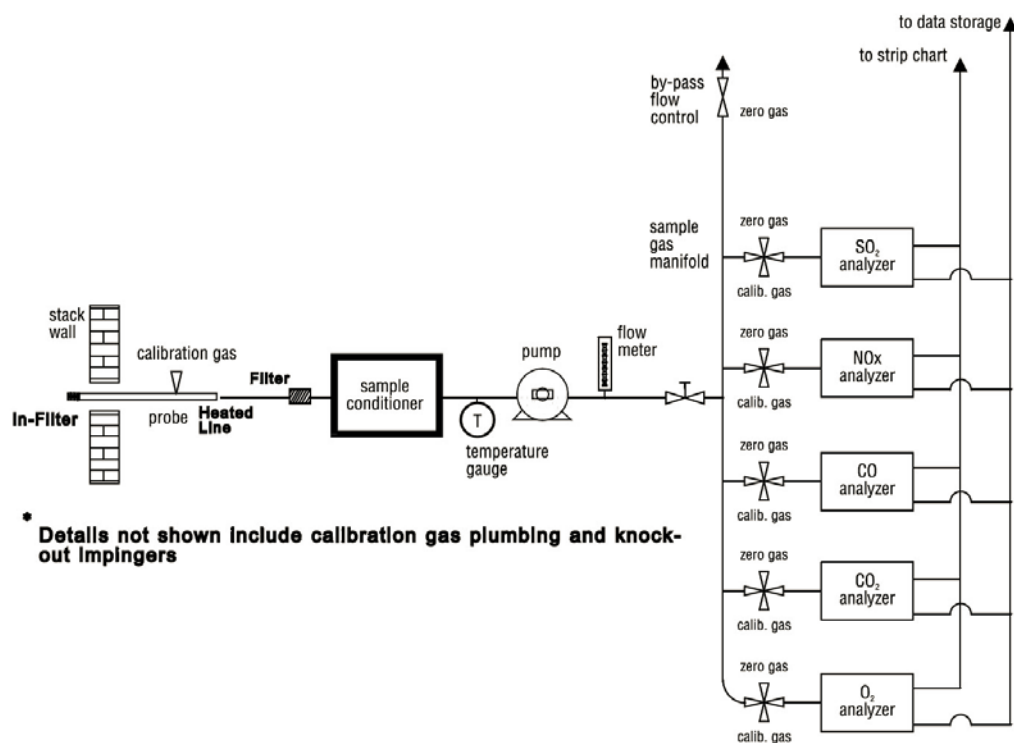 to data storage
to strip chart
by-pass
flow
control
zero gas
sample
gas
manifold
zero gas
calib. gas
SO₂
analyzer
zero gas
calib. gas
NOx
analyzer
zero gas
calib. gas
CO
analyzer
zero gas
calib. gas
CO₂
analyzer
zero gas
calib. gas
O₂
analyzer
stack
wall
calibration gas
In-Filter
probe
Heated
Line
Filter
sample
conditioner
T
temperature
gauge
pump
flow
meter
*
Details not shown include calibration gas plumbing and knock-
out impingers